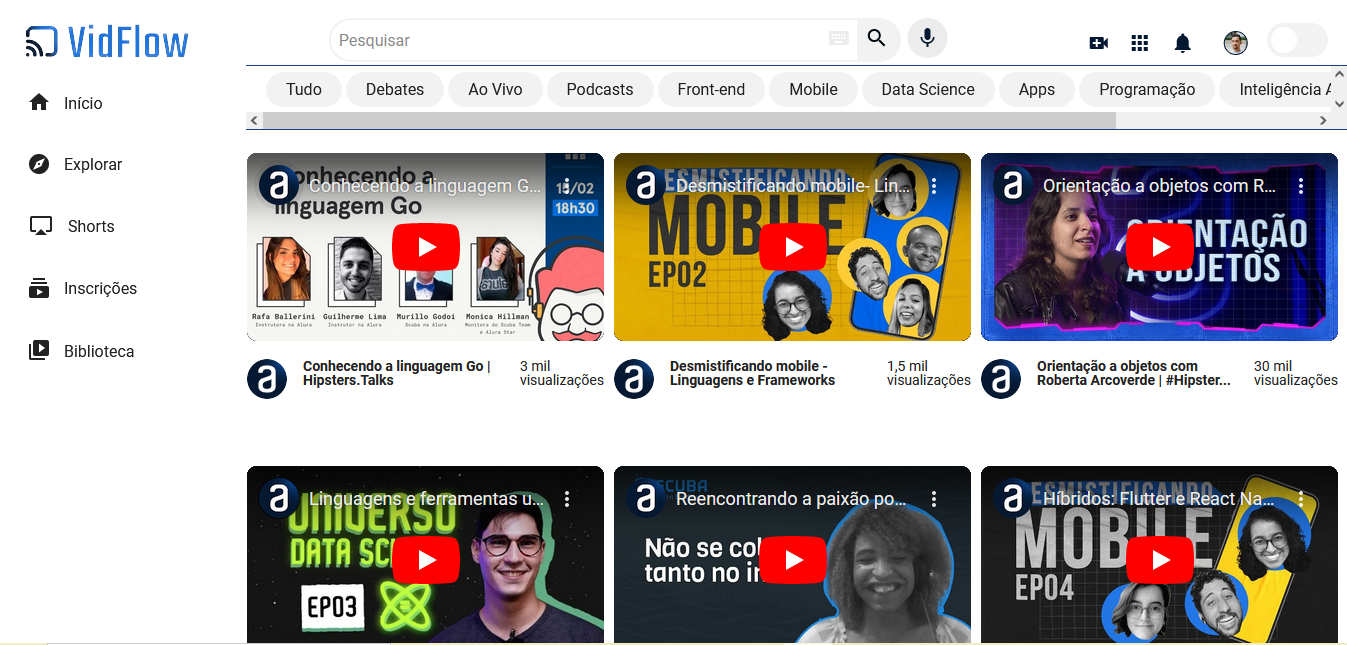 VidFlow
Pesquisar
Início
Explorar
Shorts
Inscrições
Biblioteca
Tudo
Debates
Ao Vivo
Podcasts
Front-end
Mobile
Data Science
Apps
Programação
Inteligência A
Conhecendo a linguagem G...
Conhecendo a
linguagem Go
15/02
18h30
Rafa Ballerini
Instrutora na Alura
Guilherme Lima
Instrutor na Alura
Murillo Godoi
Scuba na Alura
Monica Hillman
Monitora do Scuba Team
e Alura Star
Desmistificando mobile- Lin...
ESMISTIFICANDO
MOBILE
EP02
Orientação a objetos com R...
ORIENTAÇÃO
A OBJETOS
Conhecendo a linguagem Go |
Hipsters.Talks
3 mil
visualizações
Desmistificando mobile -
Linguagens e Frameworks
1,5 mil
visualizações
Orientação a objetos com
Roberta Arcoverde | #Hipster...
30 mil
visualizações
Linguagens e ferramentas u...
UNIVERSO
DATA SCI
EP03
Reencontrando a paixão po...
SCUBA
Não se co
tanto no in
Híbridos: Flutter e React Na...
ESMISTIFICANDO
MOBILE
EP04